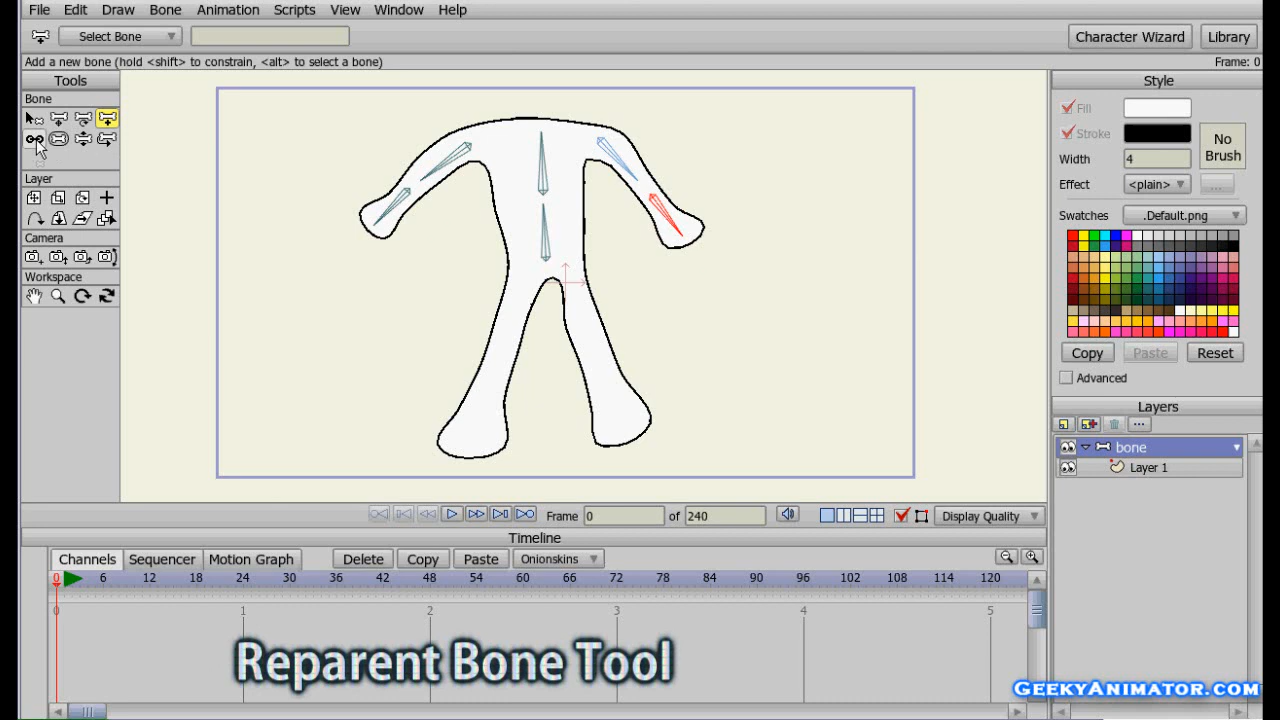 File Edit Draw Bone Animation Scripts View Window Help
Select Bone
Character Wizard Library
Add a new bone (hold <shift> to constrain, <alt> to select a bone) Frame: 0
Tools
Bone
Layer
Camera
Workspace
Style
Fill
Stroke
No Brush
Width 4
Effect <plain> ...
Swatches .Default.png
Copy Paste Reset
Advanced
Layers
bone
Layer 1
Frame 0 of 240 Display Quality
Timeline
Channels Sequencer Motion Graph Delete Copy Paste Onionskins
0 6 12 18 24 30 36 42 48 54 60 66 72 78 84 90 96 102 108 114 120
0 1 2 3 4 5
Reparent Bone Tool
GeekyAnimator.com